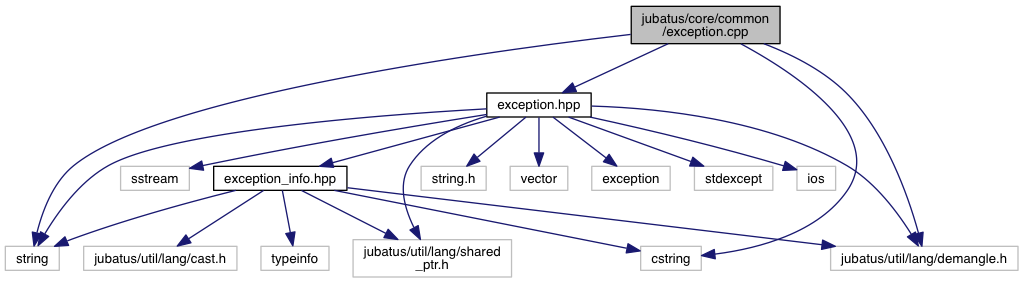 jubatus/core/common
/exception.cpp
exception.hpp
sstream
exception_info.hpp
string.h
vector
exception
stdexcept
ios
string
jubatus/util/lang/cast.h
typeinfo
jubatus/util/lang/shared
_ptr.h
cstring
jubatus/util/lang/demangle.h